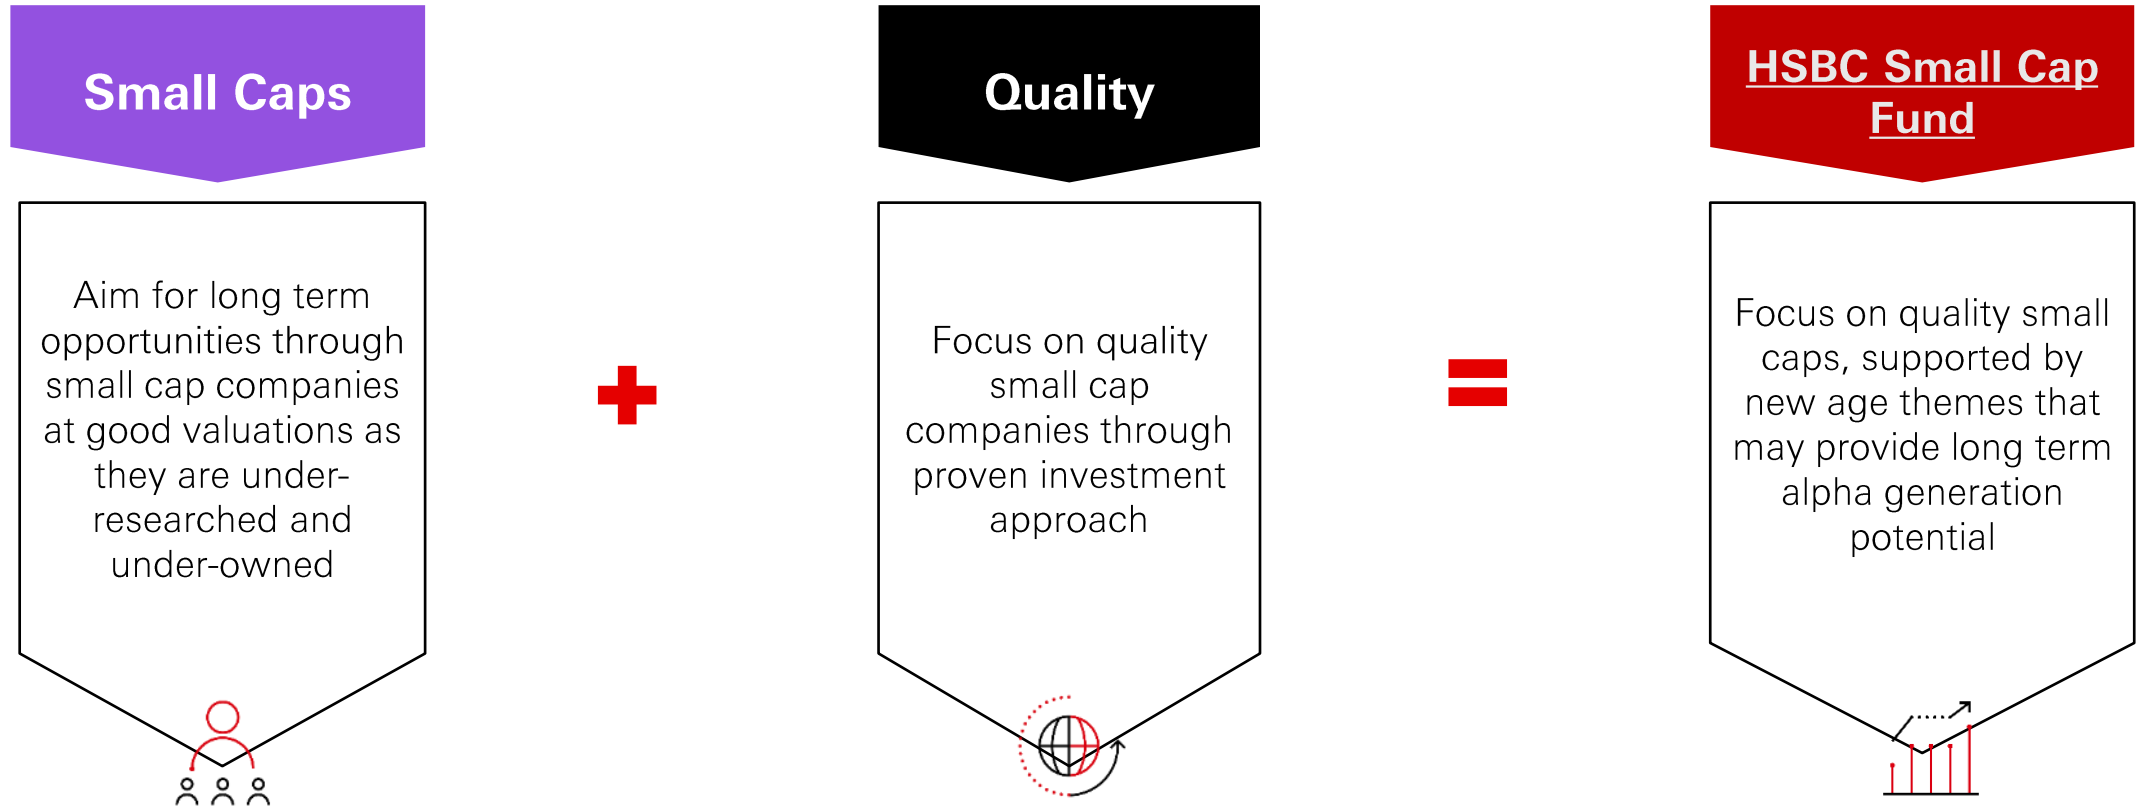 Small Caps
Aim for long term
opportunities through
small cap companies
at good valuations as
they are under-
researched and
under-owned
Quality
Focus on quality
small cap
companies through
proven investment
approach
HSBC Small Cap
Fund
Focus on quality small
caps, supported by
new age themes that
may provide long term
alpha generation
potential